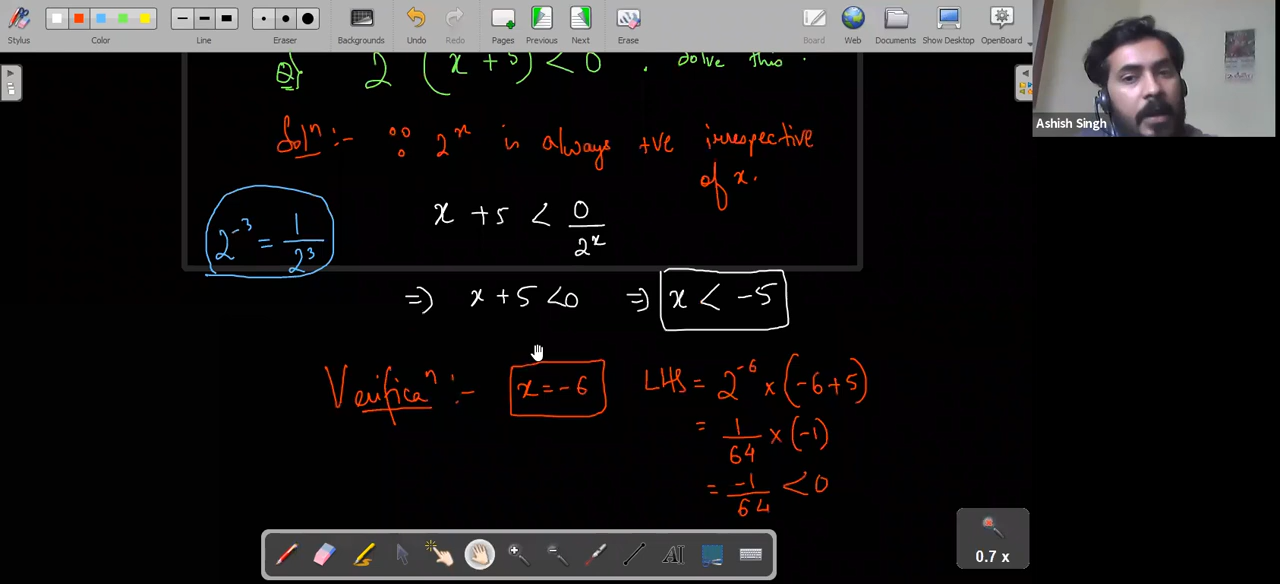 Stylus Color Line Eraser Backgrounds Undo Redo Pages Previous Next Erase Board Web Documents Show Desktop OpenBoard
Ashish Singh
Q} 2 (x + 5) < 0 . solve this.
Solⁿ :- ∵ 2^x is always +ve irrespective
of x.
2^-3 = 1/2^3
x + 5 < 0/2^x
=> x + 5 < 0 => x < -5
Verificaⁿ :- x = -6 LHS = 2^-6 x (-6+5)
= 1/64 x (-1)
= -1/64 < 0
AI
0.7 x